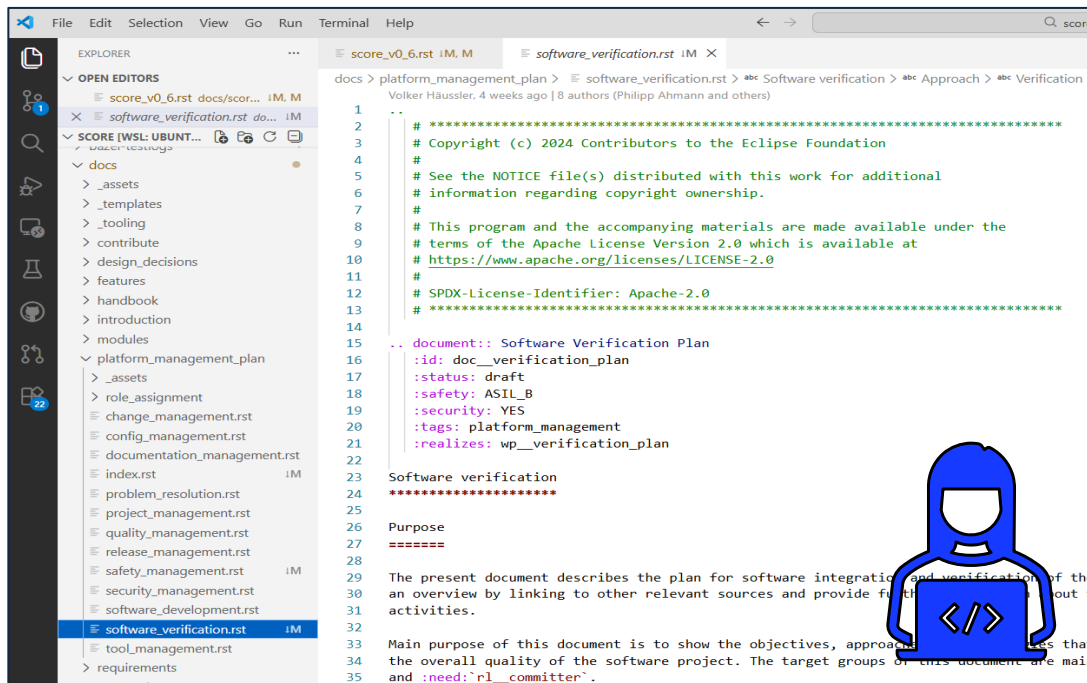 File Edit Selection View Go Run Terminal Help
scor
EXPLORER
OPEN EDITORS
score_v0_6.rst docs/scor... ↓M, M
software_verification.rst do... ↓M
SCORE [WSL: UBUNT...
docs
_assets
_templates
_tooling
contribute
design_decisions
features
handbook
introduction
modules
platform_management_plan
_assets
role_assignment
change_management.rst
config_management.rst
documentation_management.rst
index.rst ↓M
problem_resolution.rst
project_management.rst
quality_management.rst
release_management.rst
safety_management.rst ↓M
security_management.rst
software_development.rst
software_verification.rst ↓M
tool_management.rst
requirements
1
22
score_v0_6.rst ↓M, M
software_verification.rst ↓M
docs > platform_management_plan > software_verification.rst > abc Software verification > abc Approach > abc Verification
Volker Häussler, 4 weeks ago | 8 authors (Philipp Ahmann and others)
1 ..
2 # *******************************************************************************
3 # Copyright (c) 2024 Contributors to the Eclipse Foundation
4 #
5 # See the NOTICE file(s) distributed with this work for additional
6 # information regarding copyright ownership.
7 #
8 # This program and the accompanying materials are made available under the
9 # terms of the Apache License Version 2.0 which is available at
10 # https://www.apache.org/licenses/LICENSE-2.0
11 #
12 # SPDX-License-Identifier: Apache-2.0
13 # *******************************************************************************
14
15 .. document:: Software Verification Plan
16 :id: doc__verification_plan
17 :status: draft
18 :safety: ASIL_B
19 :security: YES
20 :tags: platform_management
21 :realizes: wp__verification_plan
22
23 Software verification
24 *********************
25
26 Purpose
27 =======
28
29 The present document describes the plan for software integration and verification of th
30 an overview by linking to other relevant sources and provide
31 activities.
32
33 Main purpose of this document is to show the objectives, tha
34 the overall quality of the software project. The target groups of this document are mai
35 and :need:`rl__committer`.
</>